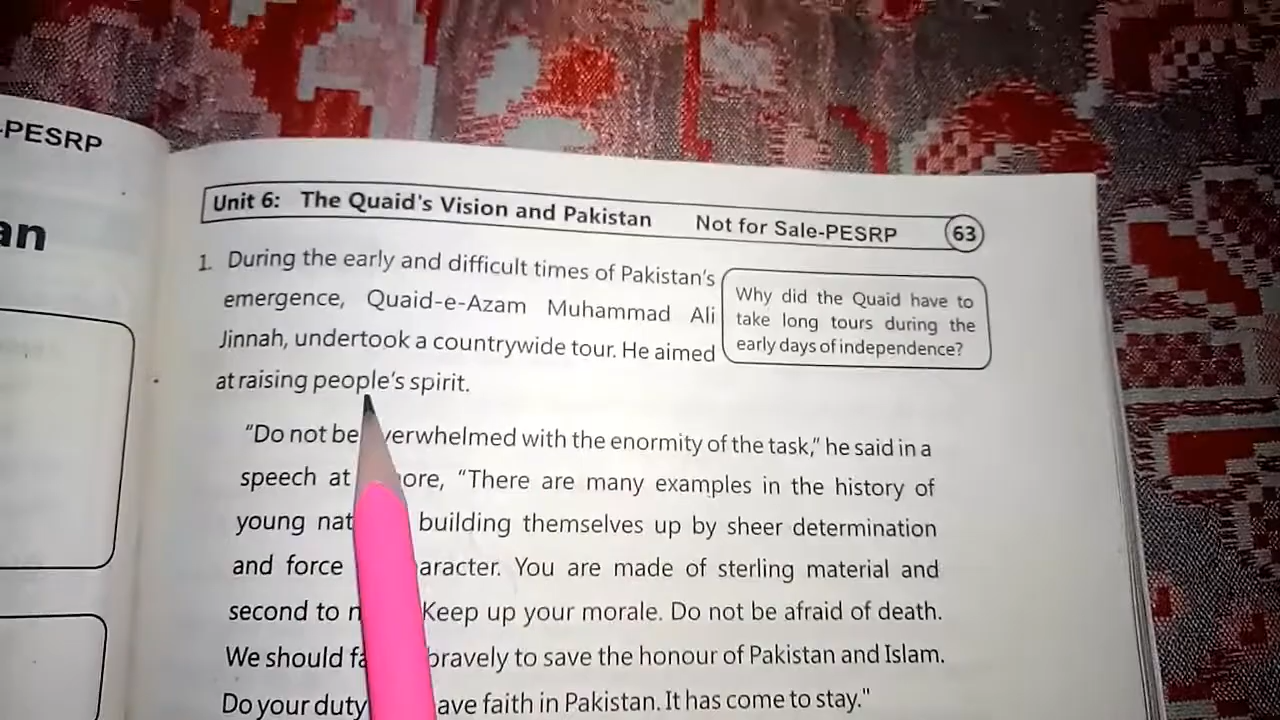 -PESRP
an
Unit 6: The Quaid's Vision and Pakistan Not for Sale-PESRP 63
1. During the early and difficult times of Pakistan's
emergence, Quaid-e-Azam Muhammad Ali
Jinnah, undertook a countrywide tour. He aimed
at raising people's spirit.
Why did the Quaid have to
take long tours during the
early days of independence?
"Do not be verwhelmed with the enormity of the task," he said in a
speech at ore, "There are many examples in the history of
young nat building themselves up by sheer determination
and force aracter. You are made of sterling material and
second to n Keep up your morale. Do not be afraid of death.
We should fa bravely to save the honour of Pakistan and Islam.
Do your duty ave faith in Pakistan. It has come to stay."